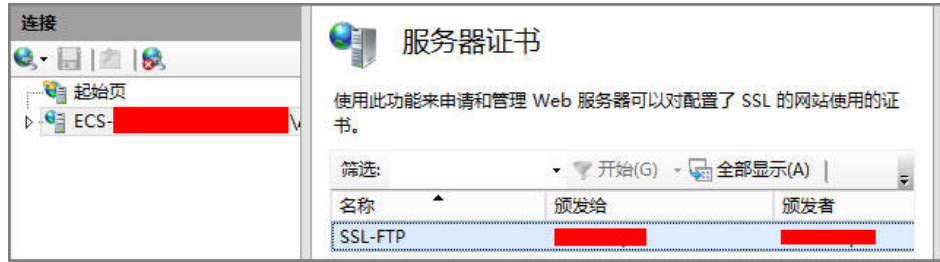 连接
起始页
ECS-
服务器证书
使用此功能来申请和管理 Web 服务器可以对配置了 SSL 的网站使用的证
书。
筛选: 开始(G) 全部显示(A)
名称 颁发给 颁发者
SSL-FTP